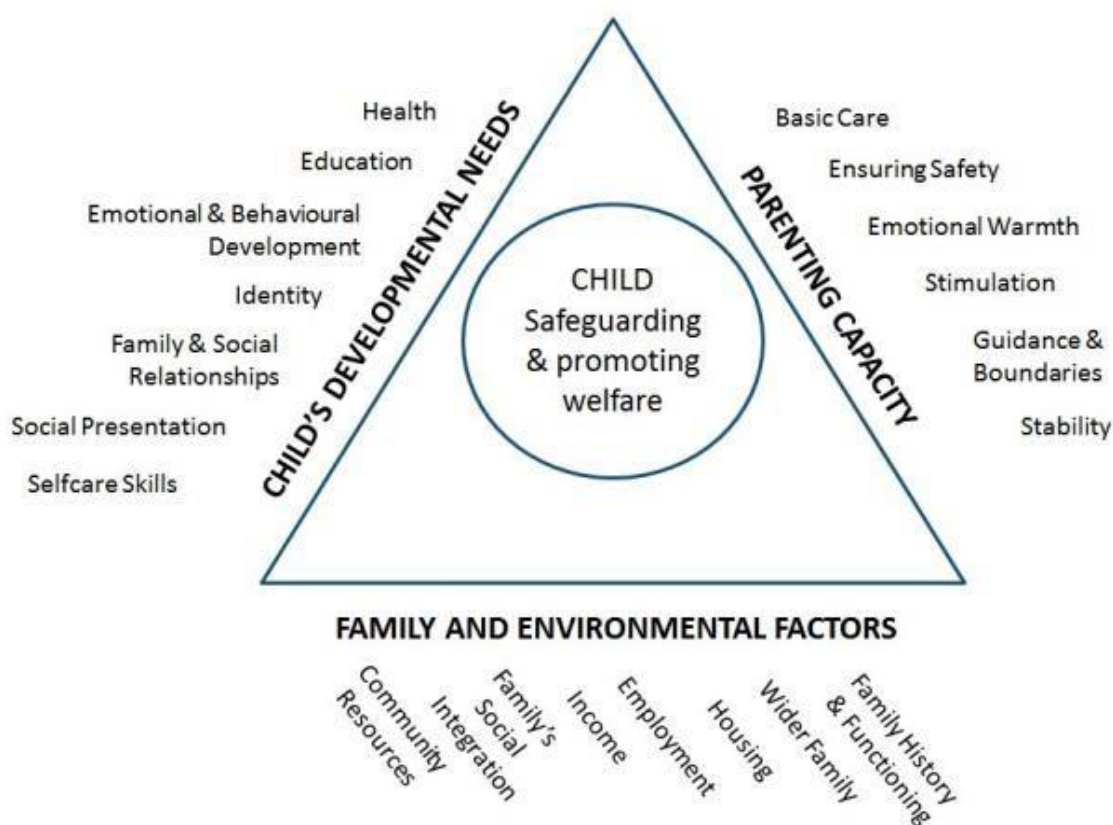 Health
Education
Emotional & Behavioural
Development
Identity
Family & Social
Relationships
Social Presentation
Selfcare Skills
CHILD'S DEVELOPMENTAL NEEDS
CHILD
Safeguarding
& promoting
welfare
PARENTING CAPACITY
Basic Care
Ensuring Safety
Emotional Warmth
Stimulation
Guidance &
Boundaries
Stability
FAMILY AND ENVIRONMENTAL FACTORS
Community
Resources
Family's
Social
Integration
Income
Employment
Housing
Wider Family
Family History
& Functioning